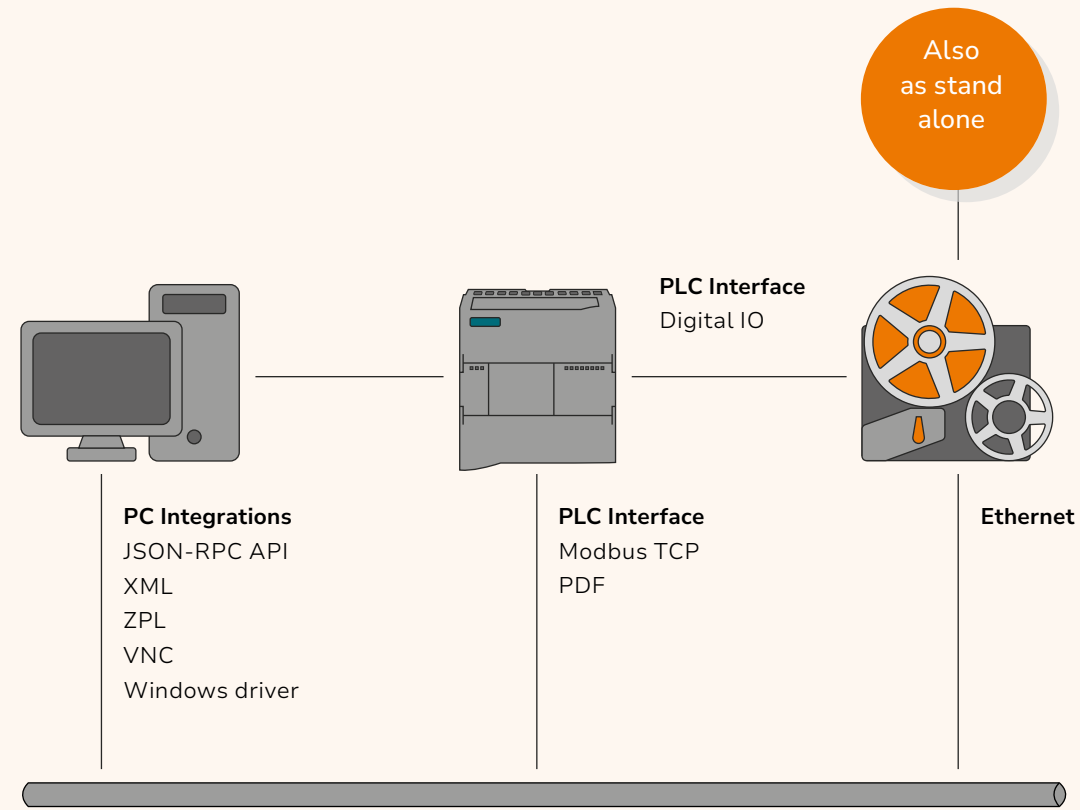 Also
as stand
alone
PLC Interface
Digital IO
PC Integrations
JSON-RPC API
XML
ZPL
VNC
Windows driver
PLC Interface
Modbus TCP
PDF
Ethernet